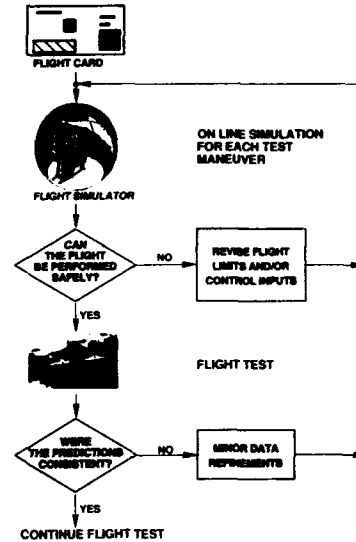 FLIGHT CARD
ON LINE SIMULATION
FOR EACH TEST
MANEUVER
FLIGHT SIMULATOR
CAN
THE FLIGHT
BE PERFORMED
SAFELY?
NO
REVISE FLIGHT
LIMITS AND/OR
CONTROL INPUTS
YES
FLIGHT TEST
WERE
THE PREDICTIONS
CONSISTENT?
NO
MINOR DATA
REFINEMENTS
YES
CONTINUE FLIGHT TEST